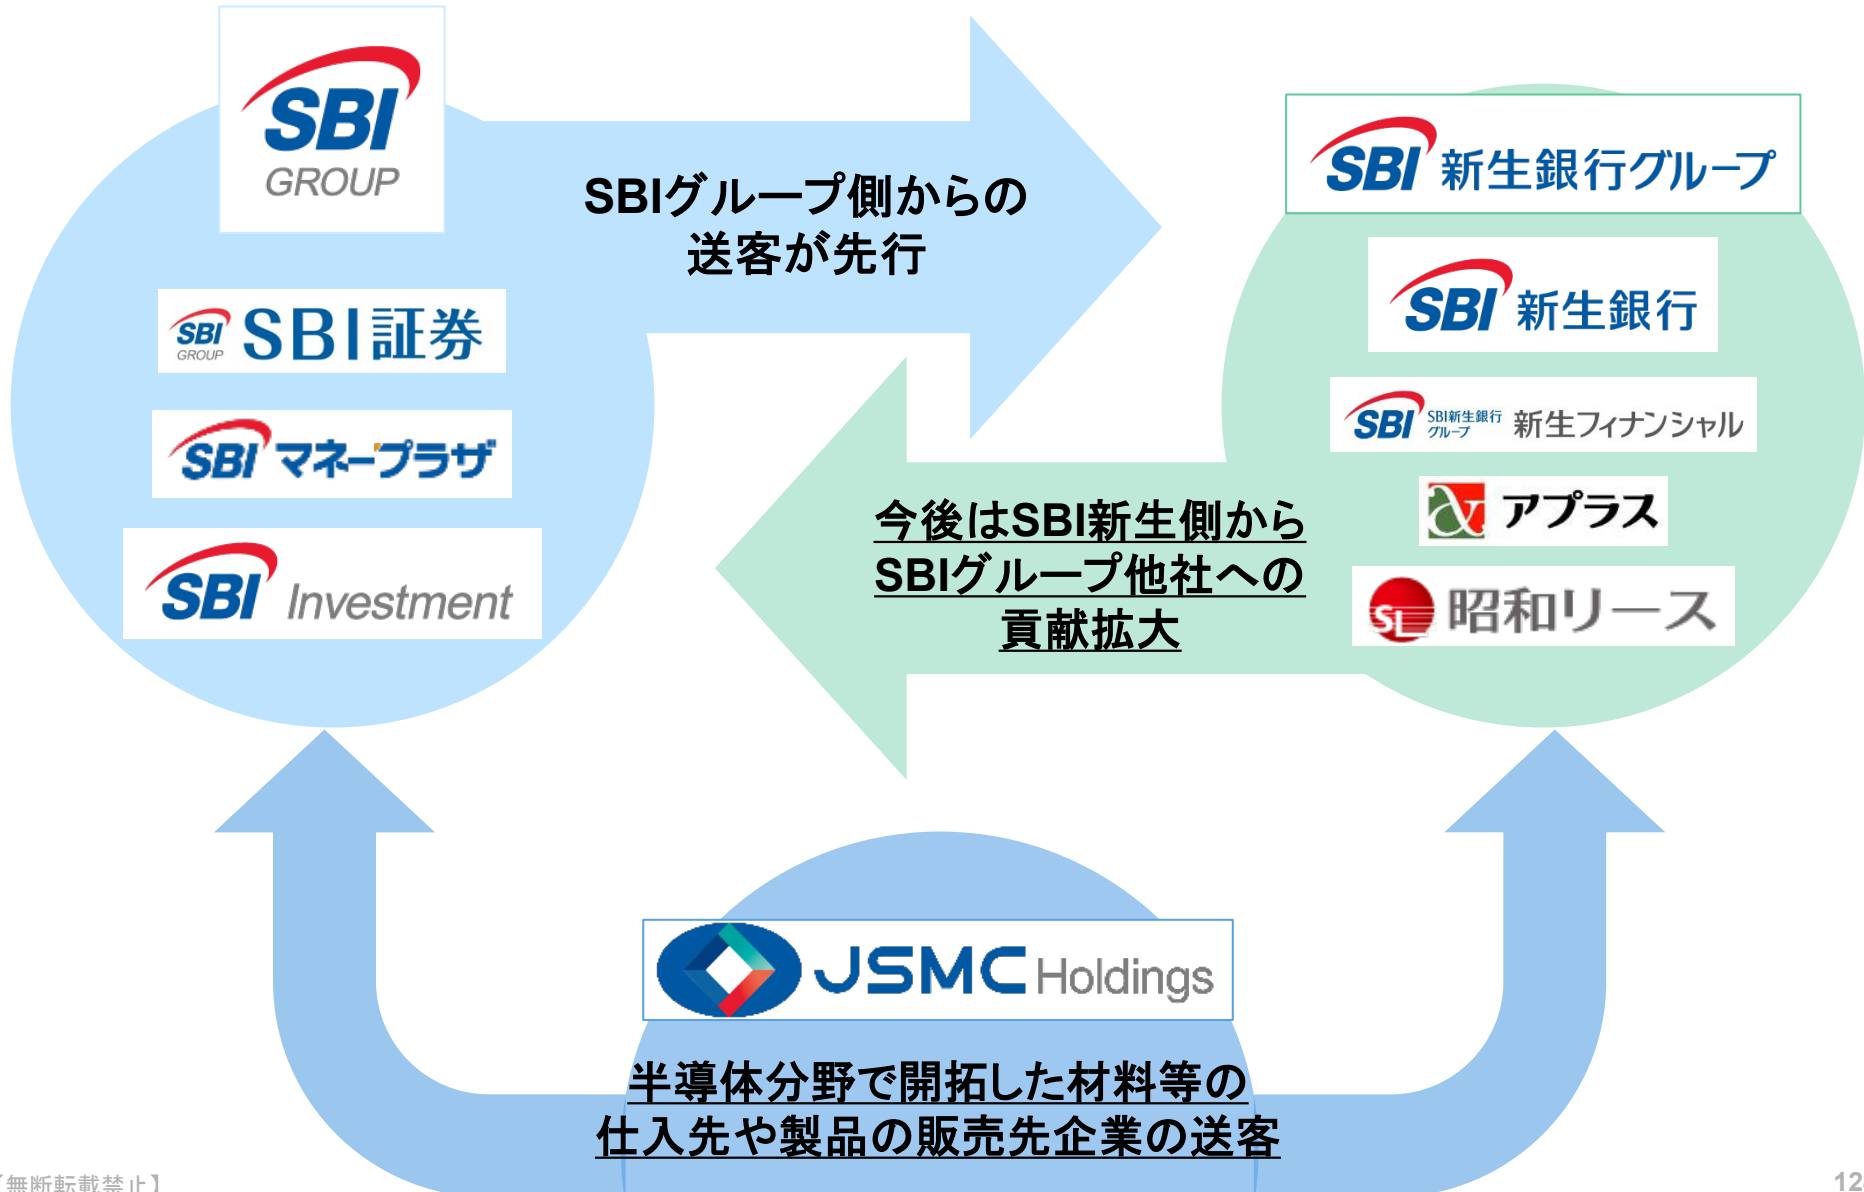 SBI
GROUP
SBI GROUP SBI証券
SBI マネープラザ
SBI Investment
SBIグループ側からの
送客が先行
SBI 新生銀行グループ
SBI 新生銀行
SBI SBI新生銀行グループ 新生フィナンシャル
アプラス
SL 昭和リース
今後はSBI新生側から
SBIグループ他社への
貢献拡大
JSMC Holdings
半導体分野で開拓した材料等の
仕入先や製品の販売先企業の送客
【無断転載禁止】